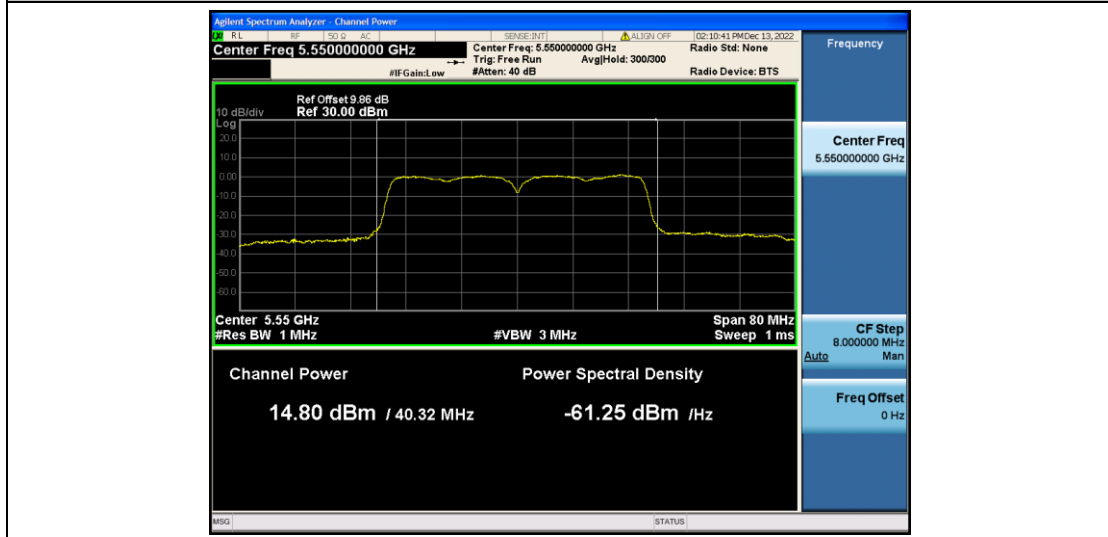 Agilent Spectrum Analyzer - Channel Power
RL RF 50 Ω AC SENSE:INT ALIGN OFF 02:10:41 PM Dec 13, 2022
Center Freq 5.550000000 GHz
Center Freq: 5.550000000 GHz
Radio Std: None
Trig: Free Run
Avg|Hold: 300/300
#IFGain:Low
#Atten: 40 dB
Radio Device: BTS
Frequency
Ref Offset 9.86 dB
10 dB/div Ref 30.00 dBm
Log
20.0
10.0
0.00
-10.0
-20.0
-30.0
-40.0
-50.0
-60.0
Center Freq
5.550000000 GHz
Center 5.55 GHz
Span 80 MHz
#Res BW 1 MHz
#VBW 3 MHz
Sweep 1 ms
CF Step
8.000000 MHz
Auto Man
Channel Power
Power Spectral Density
14.80 dBm / 40.32 MHz
-61.25 dBm /Hz
Freq Offset
0 Hz
MSG
STATUS